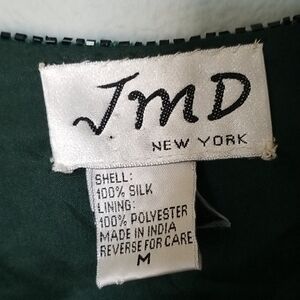 JMD
NEW YORK
SHELL:
100% SILK
LINING:
100% POLYESTER
MADE IN INDIA
REVERSE FOR CARE
M